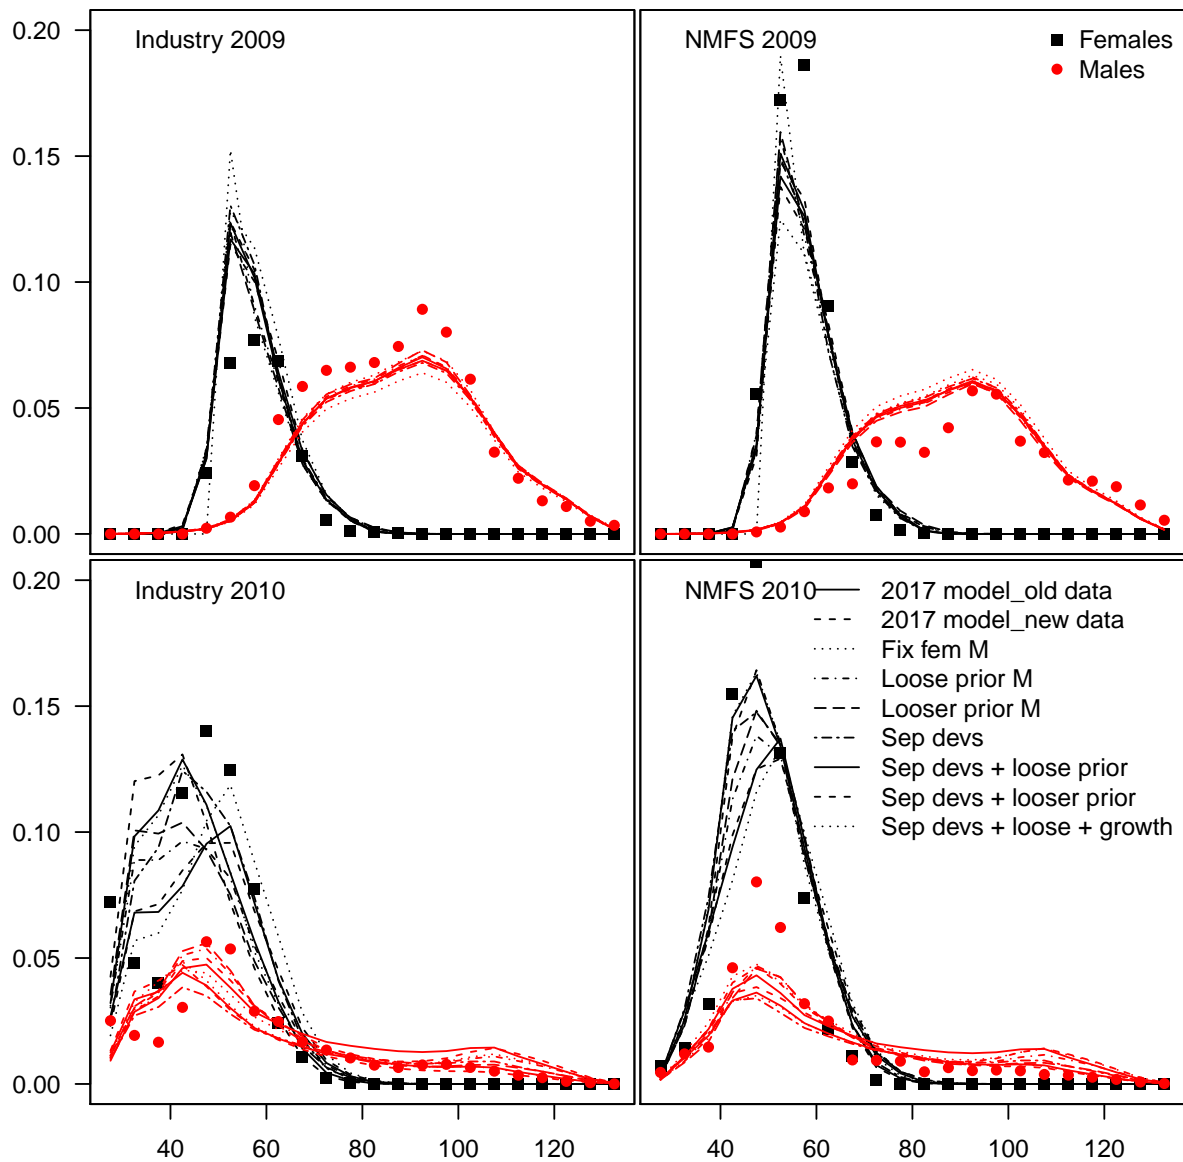 0.20
Industry 2009
NMFS 2009
Females
Males
0.15
0.10
0.05
0.00
0.20
Industry 2010
NMFS 2010
2017 model_old data
2017 model_new data
Fix fem M
Loose prior M
Looser prior M
Sep devs
Sep devs + loose prior
Sep devs + looser prior
Sep devs + loose + growth
0.15
0.10
0.05
0.00
40 60 80 100 120
40 60 80 100 120